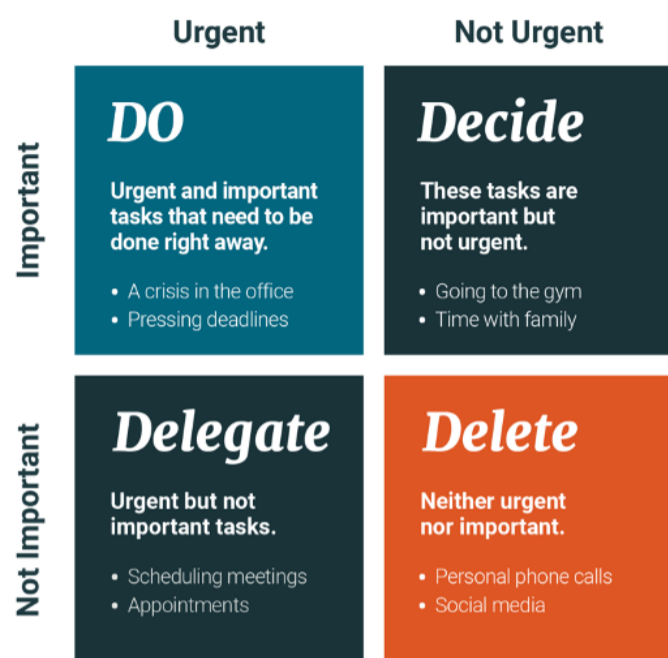 Urgent
Not Urgent
Important
DO
Urgent and important
tasks that need to be
done right away.
• A crisis in the office
• Pressing deadlines
Decide
These tasks are
important but
not urgent.
• Going to the gym
• Time with family
Not Important
Delegate
Urgent but not
important tasks.
• Scheduling meetings
• Appointments
Delete
Neither urgent
nor important.
• Personal phone calls
• Social media